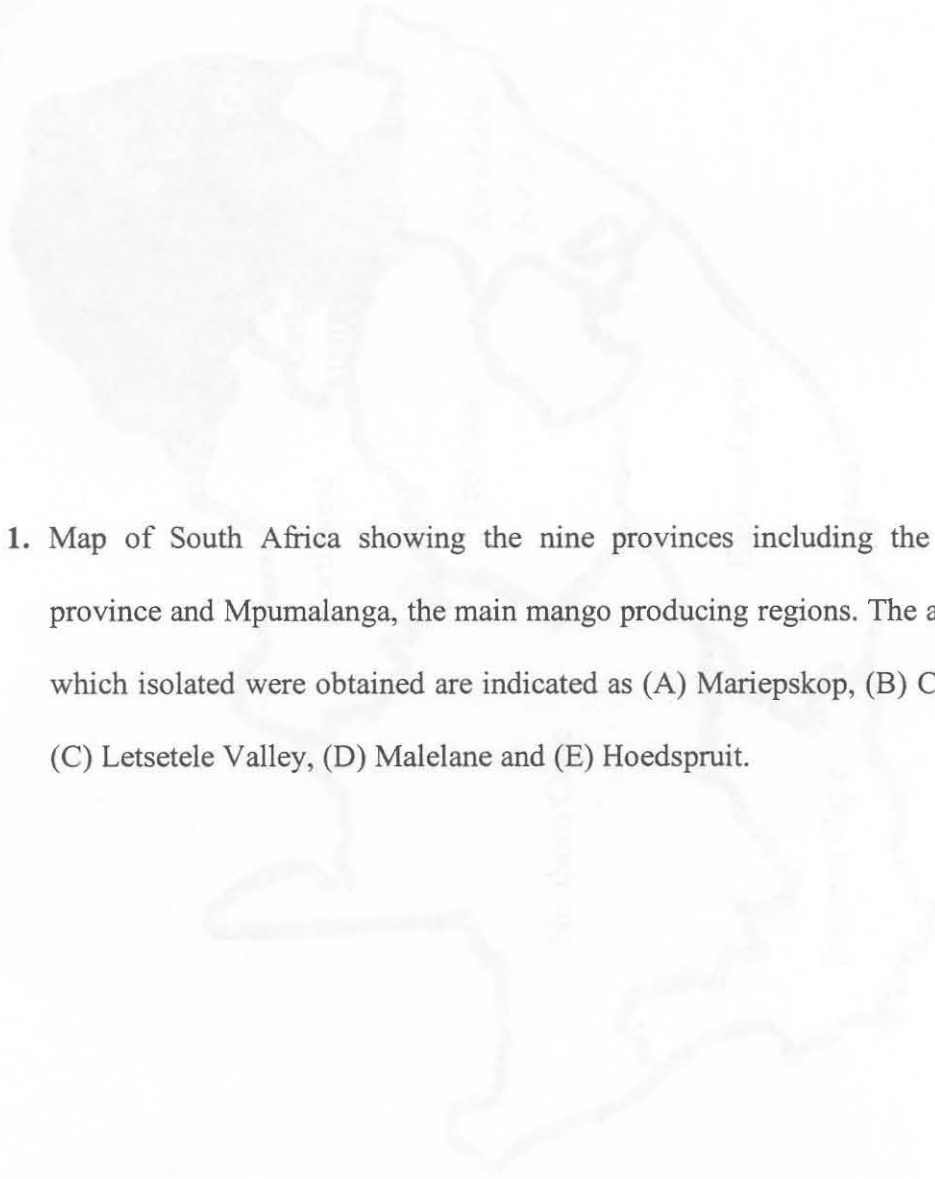 1. Map of South Africa showing the nine provinces including the
province and Mpumalanga, the main mango producing regions. The
which isolated were obtained are indicated as (A) Mariepskop, (B)
(C) Letsetele Valley, (D) Malelane and (E) Hoedspruit.